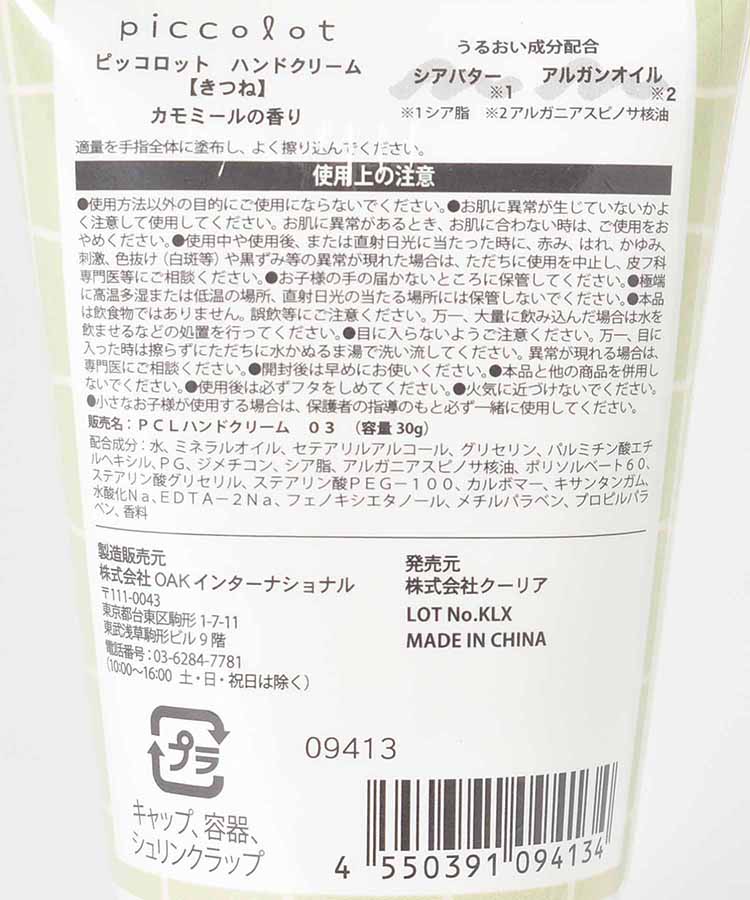 piccolot
ピッコロット ハンドクリーム
【きつね】
カモミールの香り
うるおい成分配合
シアバター アルガンオイル
※1 ※2
※1シア脂 ※2アルガニアスピノサ核油
適量を手指全体に塗布し、よく擦り込んでください。
使用上の注意
●使用方法以外の目的にご使用にならないでください。●お肌に異常が生じていないかよ
く注意して使用してください。お肌に異常があるとき、お肌に合わない時は、ご使用をお
やめください。●使用中や使用後、または直射日光に当たった時に、赤み、はれ、かゆみ、
刺激、色抜け（白斑等）や黒ずみ等の異常が現れた場合は、ただちに使用を中止し、皮フ科
専門医等にご相談ください。●お子様の手の届かないところに保管してください。●極端
に高温多湿または低温の場所、直射日光の当たる場所には保管しないでください。●本品
は飲食物ではありません。誤飲等にご注意ください。万一、大量に飲み込んだ場合は水を
飲ませるなどの処置を行ってください。●目に入らないようご注意ください。万一、目に
入った時は擦らずにただちに水かぬるま湯で洗い流してください。異常が現れる場合は、
専門医にご相談ください。●開封後は早めにお使いください。●本品と他の商品を併用し
ないでください。●使用後は必ずフタをしめてください。●火気に近づけないでください。
●小さなお子様が使用する場合は、保護者の指導のもと必ず一緒に使用してください。
販売名：PCLハンドクリーム 03 （容量30g）
配合成分：水、ミネラルオイル、セテアリルアルコール、グリセリン、パルミチン酸エチ
ルヘキシル、PG、ジメチコン、シア脂、アルガニアスピノサ核油、ポリソルベート60、
ステアリン酸グリセリル、ステアリン酸PEG－100、カルボマー、キサンタンガム、
水酸化Na、EDTA－2Na、フェノキシエタノール、メチルパラベン、プロピルパラ
ベン、香料
製造販売元
株式会社OAKインターナショナル
〒111-0043
東京都台東区駒形1-7-11
東武浅草駒形ビル9階
電話番号：03-6284-7781
（10:00〜16:00 土・日・祝日は除く）
発売元
株式会社クーリア
LOT No.KLX
MADE IN CHINA
プラ
キャップ、容器、
シュリンクラップ
09413
4 550391 094134